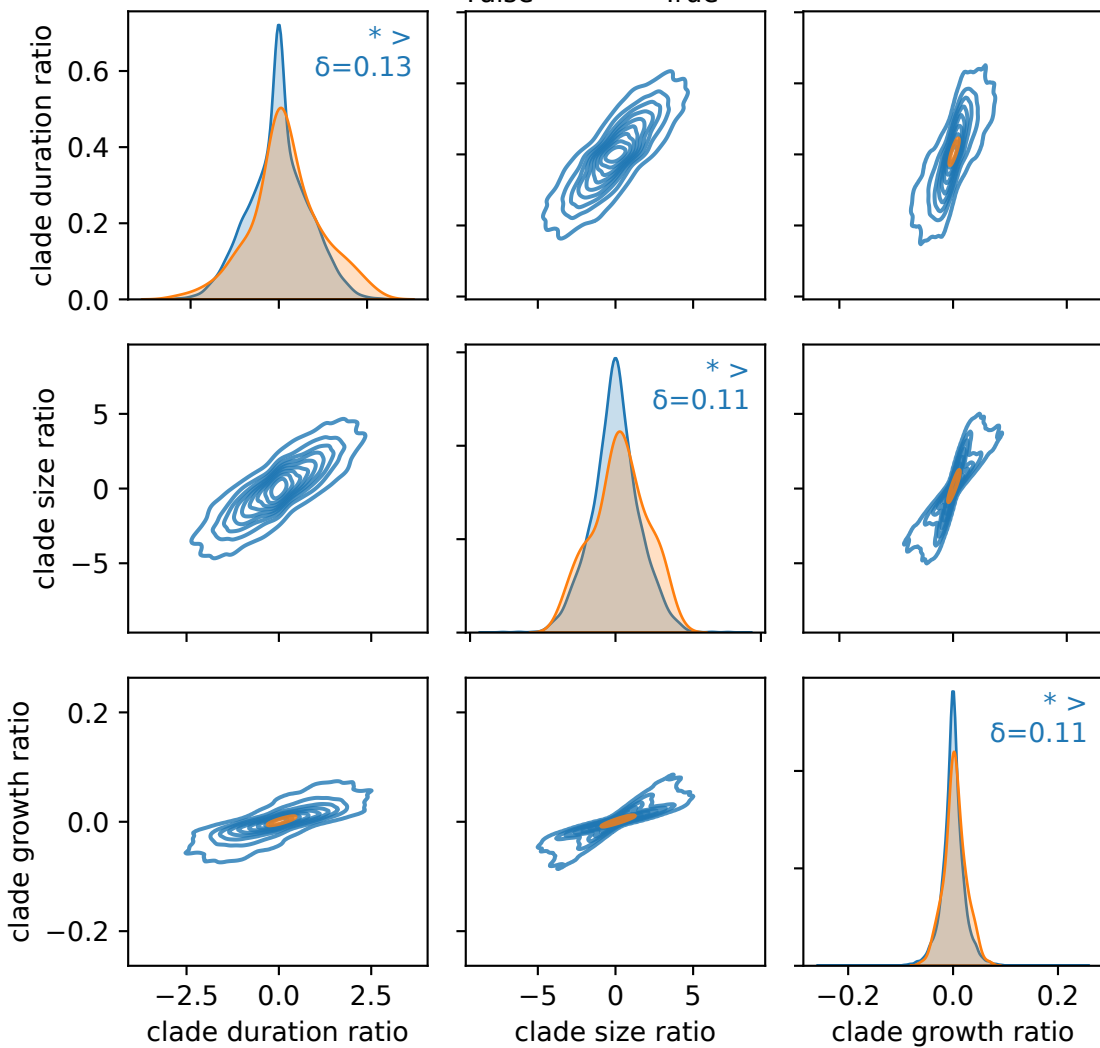 False True
clade duration ratio
0.6
0.4
0.2
0.0
* >
δ=0.13
clade size ratio
5
0
−5
* >
δ=0.11
clade growth ratio
0.2
0.0
−0.2
* >
δ=0.11
−2.5 0.0 2.5
−5 0 5
−0.2 0.0 0.2
clade duration ratio
clade size ratio
clade growth ratio